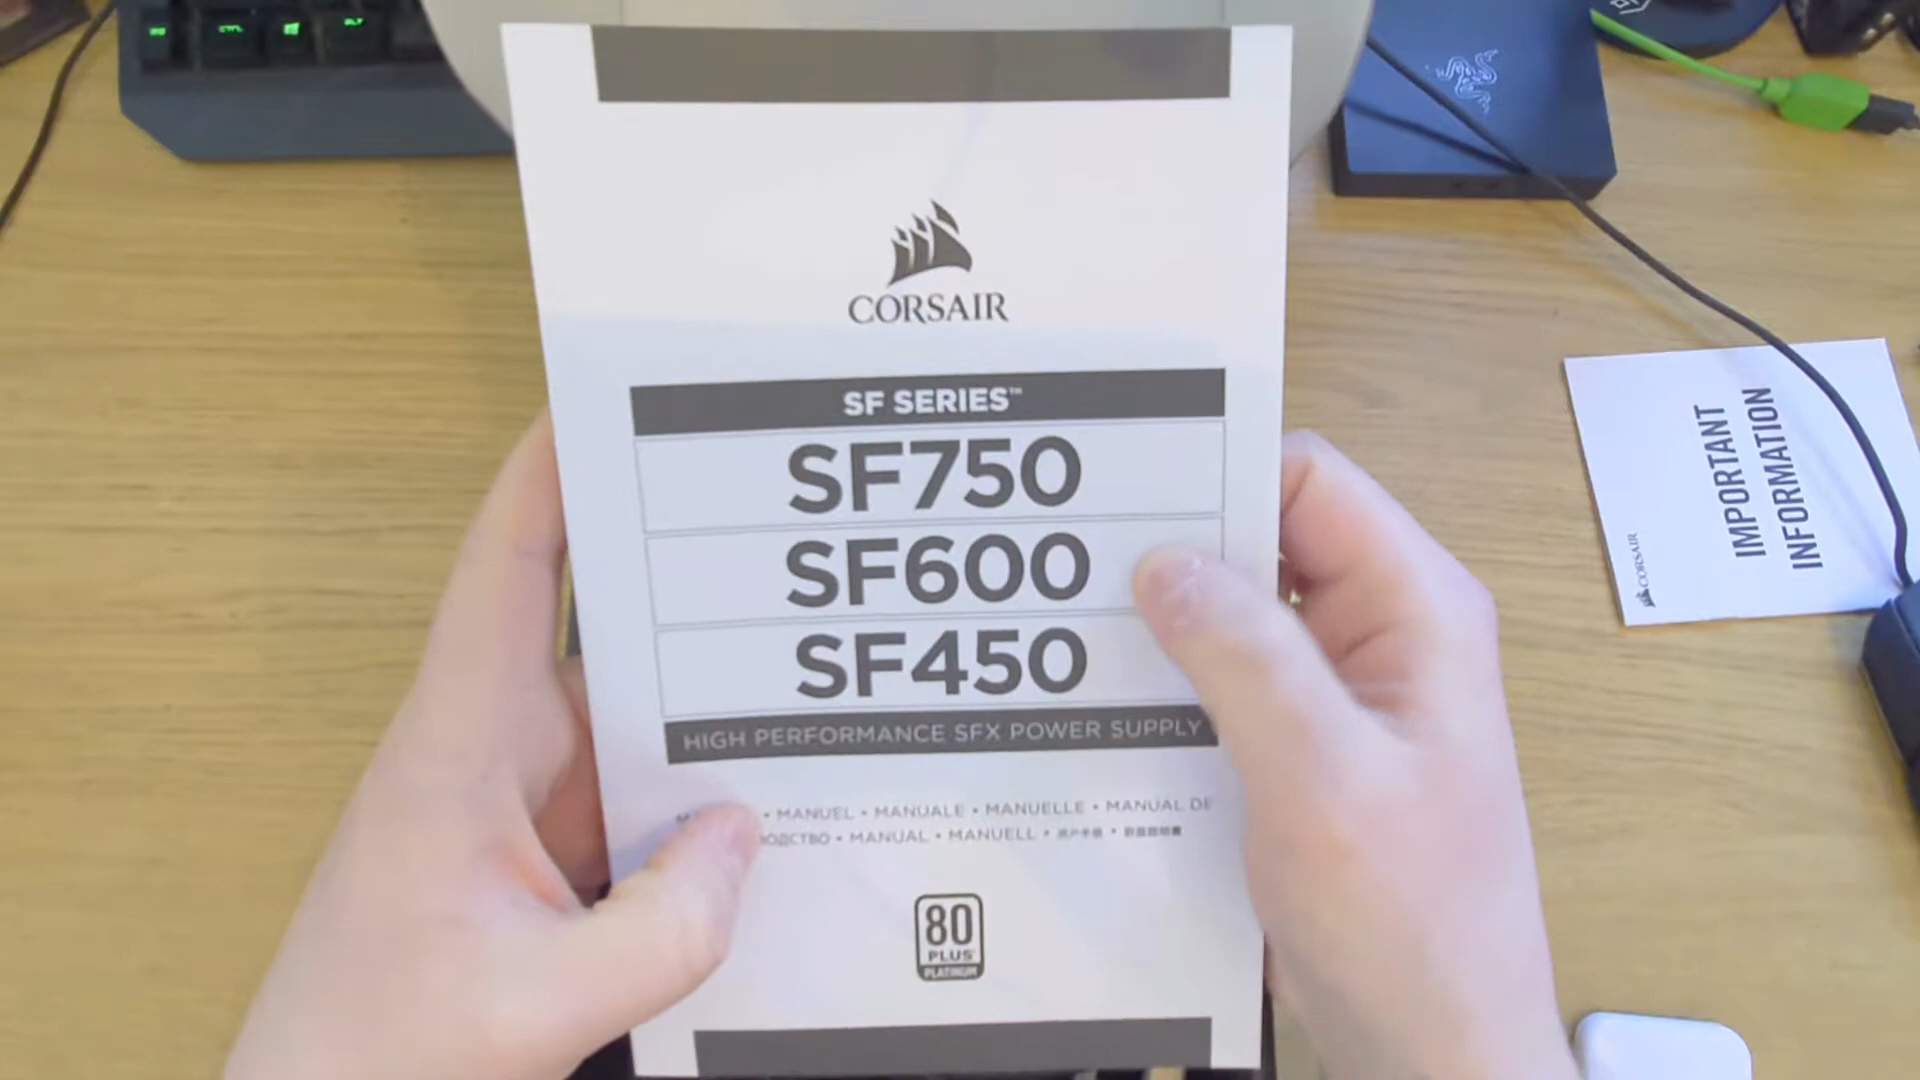 CORSAIR
SF SERIES™
SF750
SF600
SF450
HIGH PERFORMANCE SFX POWER SUPPLY
• MANUEL • MANUALE • MANUELLE • MANUAL DE
• MANUAL • MANUELL •
80
PLUS
PLATINUM
IMPORTANT
INFORMATION
CORSAIR